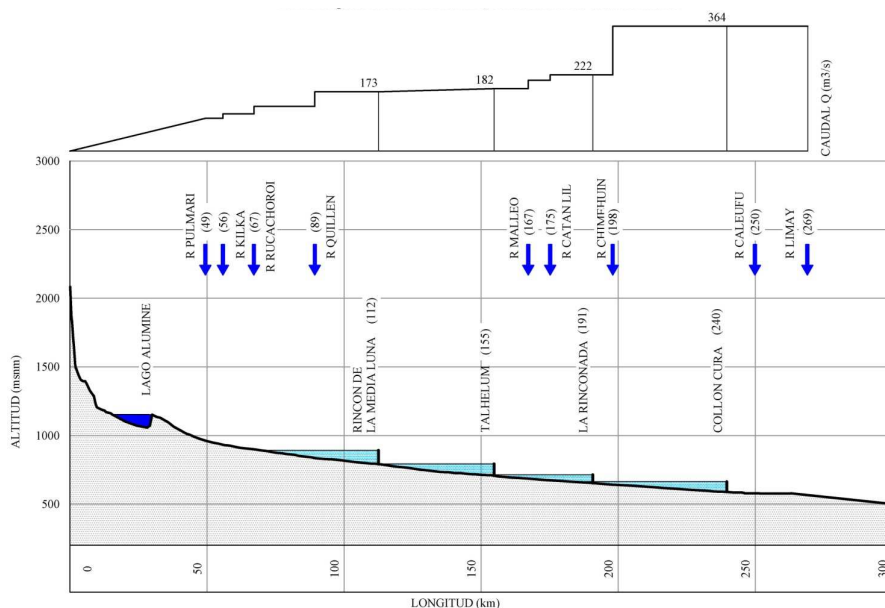 364
222
182
173
CAUDAL Q (m3/s)
3000
2500
2000
1500
1000
500
ALTITUD (msnm)
R PULMARI (49)
(56)
R KILKA
(67)
R RUCACHOROI
(89)
R QUILLEN
R MALLEO
(167)
(175)
R CATAN LIL
R CHIMEHUIN
(198)
R CALEUFU
(250)
R LIMAY
(269)
LAGO ALUMINE
RINCON DE
LA MEDIA LUNA (112)
TALHELUM (155)
LA RINCONADA (191)
COLLON CURA (240)
0
50
100
150
200
250
300
LONGITUD (km)